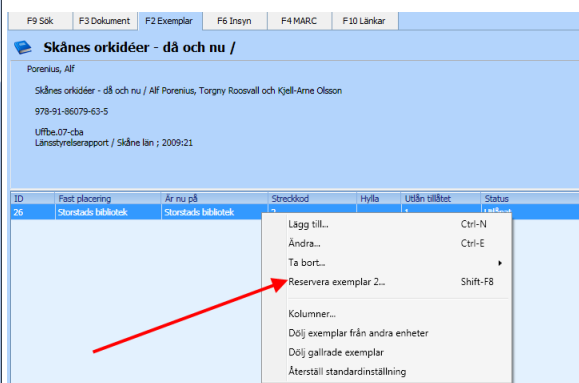 F9 Sök F3 Dokument F2 Exemplar F6 Insyn F4 MARC F10 Länkar
Skånes orkidéer - då och nu /
Porenius, Alf
Skånes orkidéer - då och nu / Alf Porenius, Torgny Roosvall och Kjell-Arne Olsson
978-91-86079-63-5
Uffbe.07-cba
Länsstyrelserapport / Skåne län ; 2009:21
ID Fast placering Är nu på Streckkod Hylla Utlån tillåtet Status
26 Storstads bibliotek Storstads bibliotek 2 1 Utlånat
Lägg till... Ctrl-N
Ändra... Ctrl-E
Ta bort...
Reservera exemplar 2... Shift-F8
Kolumner...
Dölj exemplar från andra enheter
Dölj gallrade exemplar
Återställ standardinställning